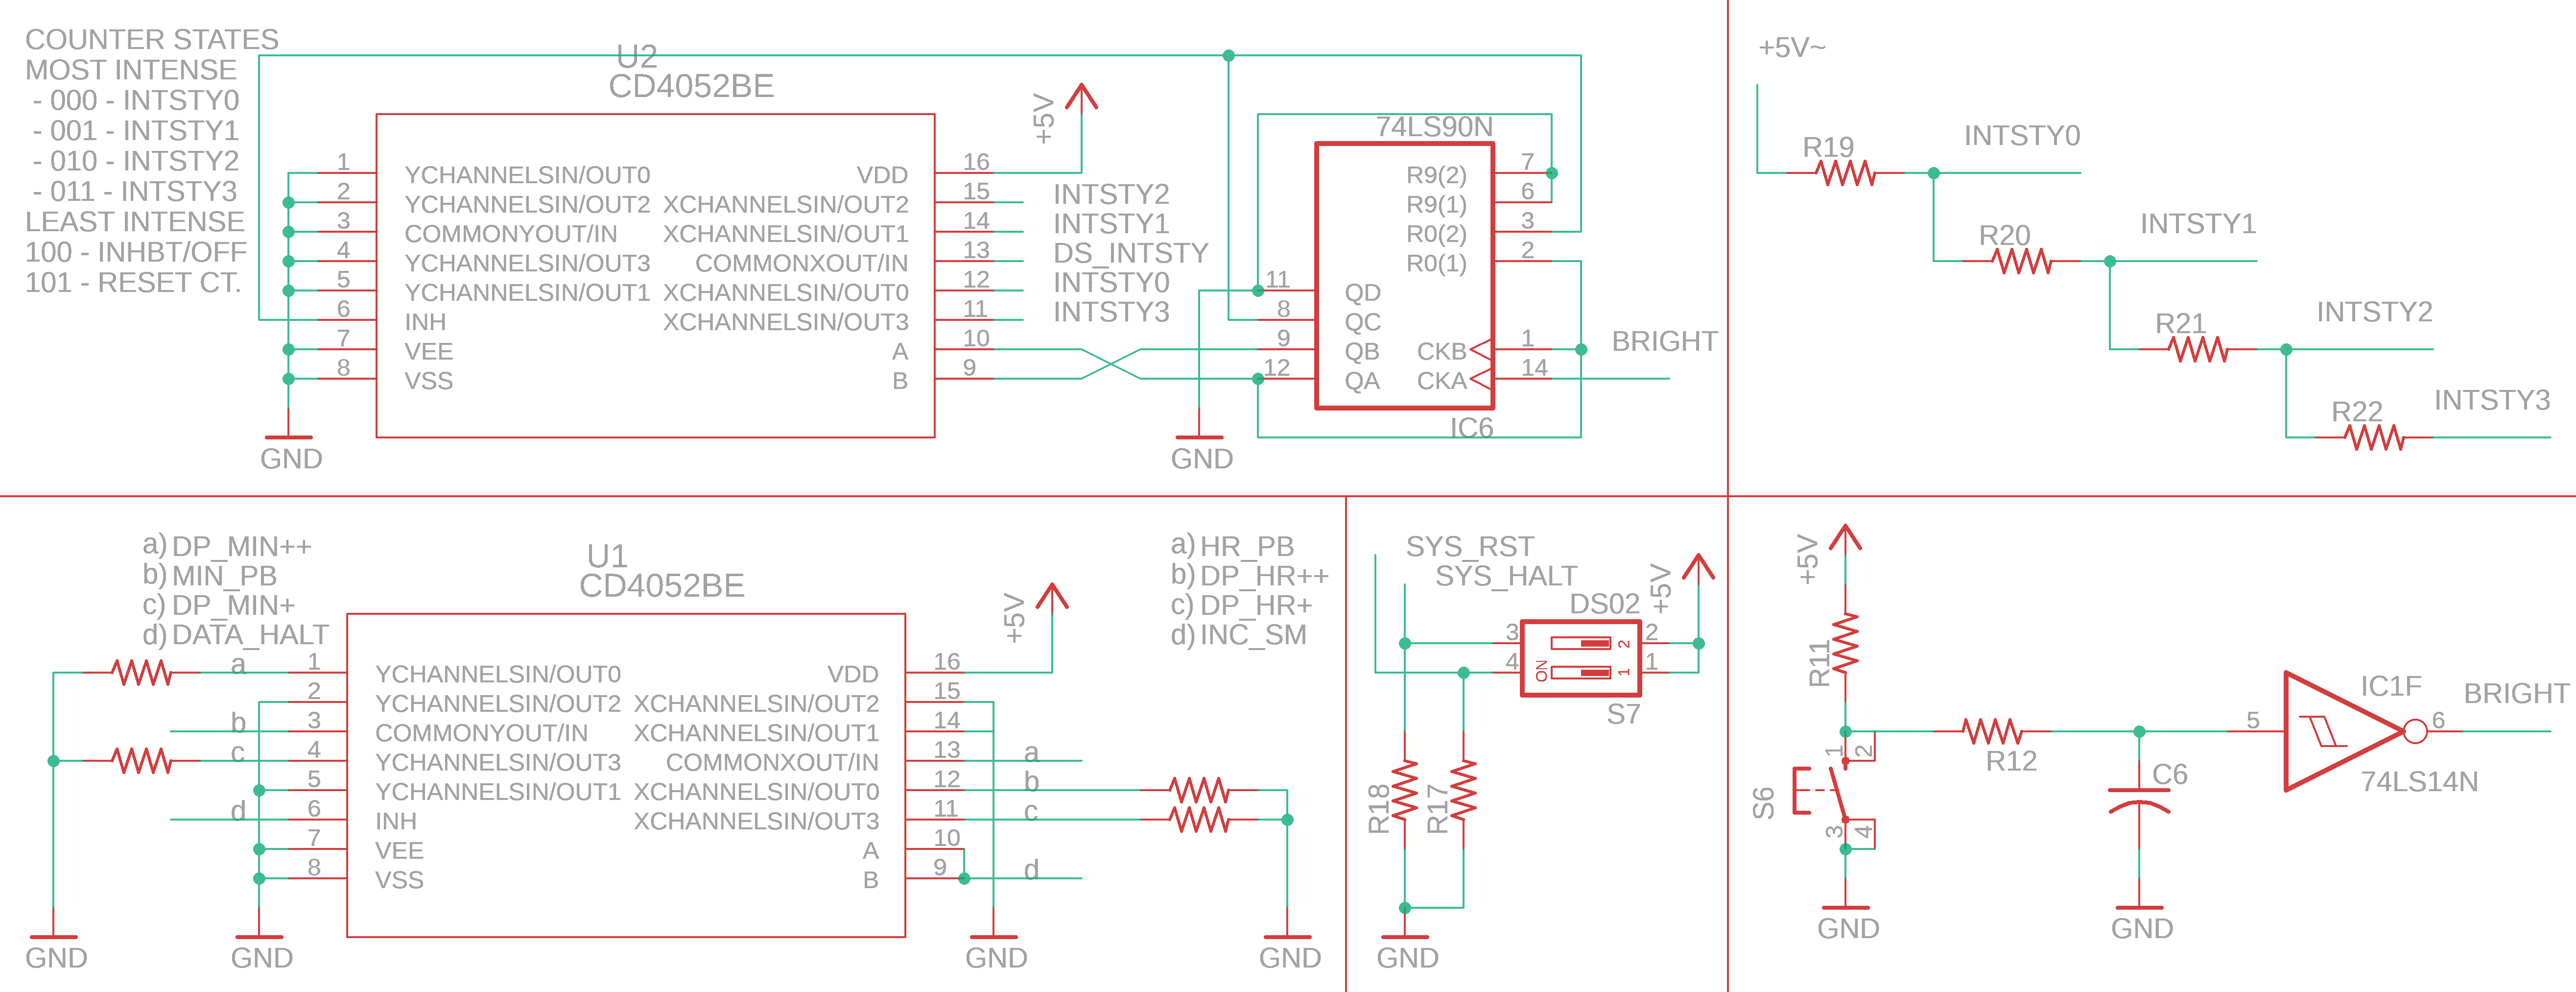 COUNTER STATES
MOST INTENSE
- 000 - INTSTY0
- 001 - INTSTY1
- 010 - INTSTY2
- 011 - INTSTY3
LEAST INTENSE
100 - INHBT/OFF
101 - RESET CT.
U2
CD4052BE
1 YCHANNELSIN/OUT0
2 YCHANNELSIN/OUT2
3 COMMONYOUT/IN
4 YCHANNELSIN/OUT3
5 YCHANNELSIN/OUT1
6 INH
7 VEE
8 VSS
GND
VDD 16
XCHANNELSIN/OUT2 15 INTSTY2
XCHANNELSIN/OUT1 14 INTSTY1
COMMONXOUT/IN 13 DS_INTSTY
XCHANNELSIN/OUT0 12 INTSTY0
XCHANNELSIN/OUT3 11 INTSTY3
A 10
B 9
+5V
74LS90N
R9(2) 7
R9(1) 6
R0(2) 3
R0(1) 2
11 QD
8 QC
9 QB
12 QA
CKB 1
CKA 14
BRIGHT
IC6
GND
+5V~
R19 INTSTY0
R20 INTSTY1
R21 INTSTY2
R22 INTSTY3
a) DP_MIN++
b) MIN_PB
c) DP_MIN+
d) DATA_HALT
U1
CD4052BE
a 1 YCHANNELSIN/OUT0
2 YCHANNELSIN/OUT2
b 3 COMMONYOUT/IN
c 4 YCHANNELSIN/OUT3
5 YCHANNELSIN/OUT1
d 6 INH
7 VEE
8 VSS
GND
GND
VDD 16
XCHANNELSIN/OUT2 15
XCHANNELSIN/OUT1 14
COMMONXOUT/IN 13 a
XCHANNELSIN/OUT0 12 b
XCHANNELSIN/OUT3 11 c
A 10
B 9 d
+5V
a) HR_PB
b) DP_HR++
c) DP_HR+
d) INC_SM
GND
GND
SYS_RST
SYS_HALT
DS02
+5V
3 2 2
4 ON 1 1
S7
R18
R17
GND
+5V
R11
1 2
S6
3 4
GND
R12
C6
GND
5 IC1F 6
74LS14N
BRIGHT